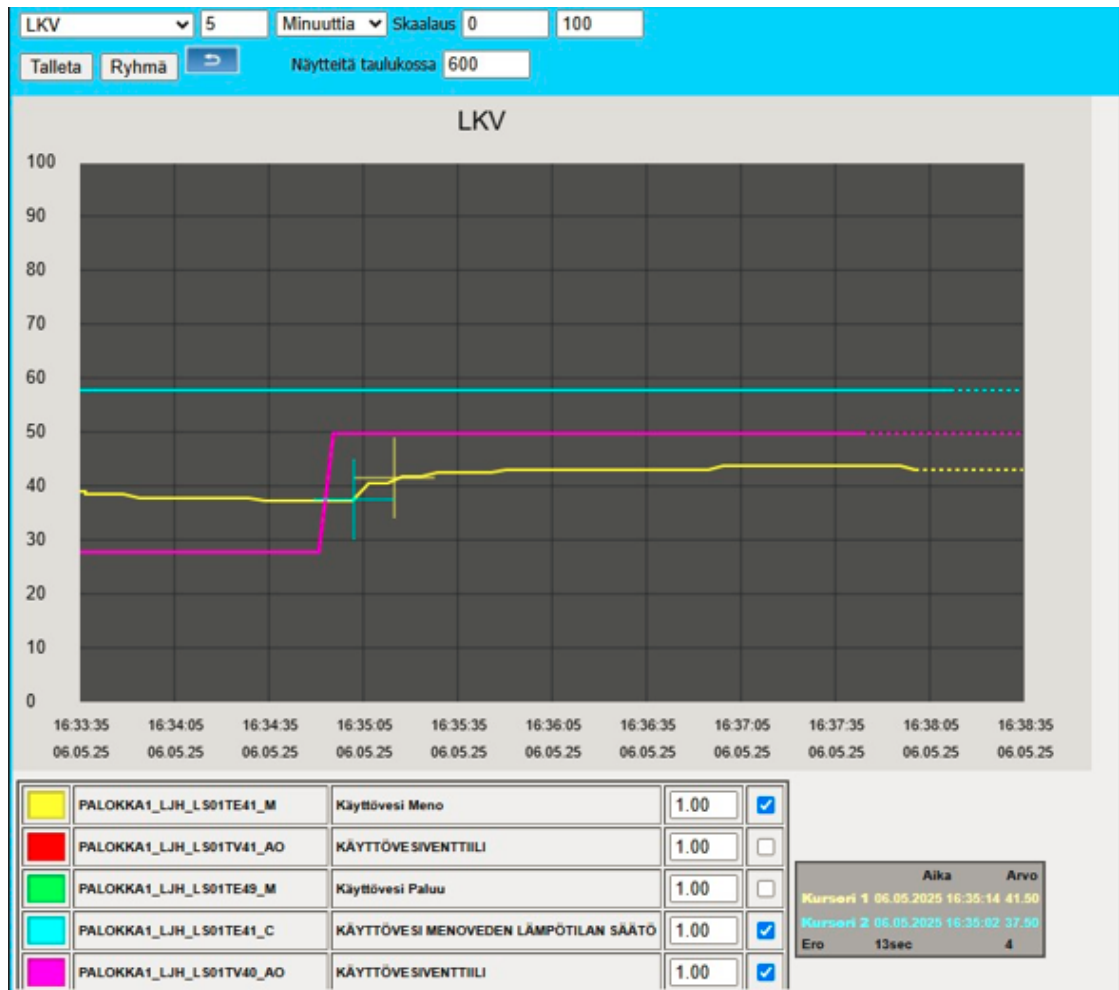 LKV 5 Minuuttia Skaalaus 0 100
Talleta Ryhmä Näytteitä taulukossa 600
LKV
100
90
80
70
60
50
40
30
20
10
0
16:33:35 16:34:05 16:34:35 16:35:05 16:35:35 16:36:05 16:36:35 16:37:05 16:37:35 16:38:05 16:38:35
06.05.25 06.05.25 06.05.25 06.05.25 06.05.25 06.05.25 06.05.25 06.05.25 06.05.25 06.05.25 06.05.25
PALOKKA1_LJH_LS01TE41_M Käyttövesi Meno 1.00
PALOKKA1_LJH_LS01TV41_AO KÄYTTÖVESIVENTTIILI 1.00
PALOKKA1_LJH_LS01TE49_M Käyttövesi Paluu 1.00
PALOKKA1_LJH_LS01TE41_C KÄYTTÖVESI MENOVEDEN LÄMPÖTILAN SÄÄTÖ 1.00
PALOKKA1_LJH_LS01TV40_AO KÄYTTÖVESIVENTTIILI 1.00
Aika Arvo
Kursori 1 06.05.2025 16:35:14 41.50
Kursori 2 06.05.2025 16:35:02 37.50
Ero 13sec 4